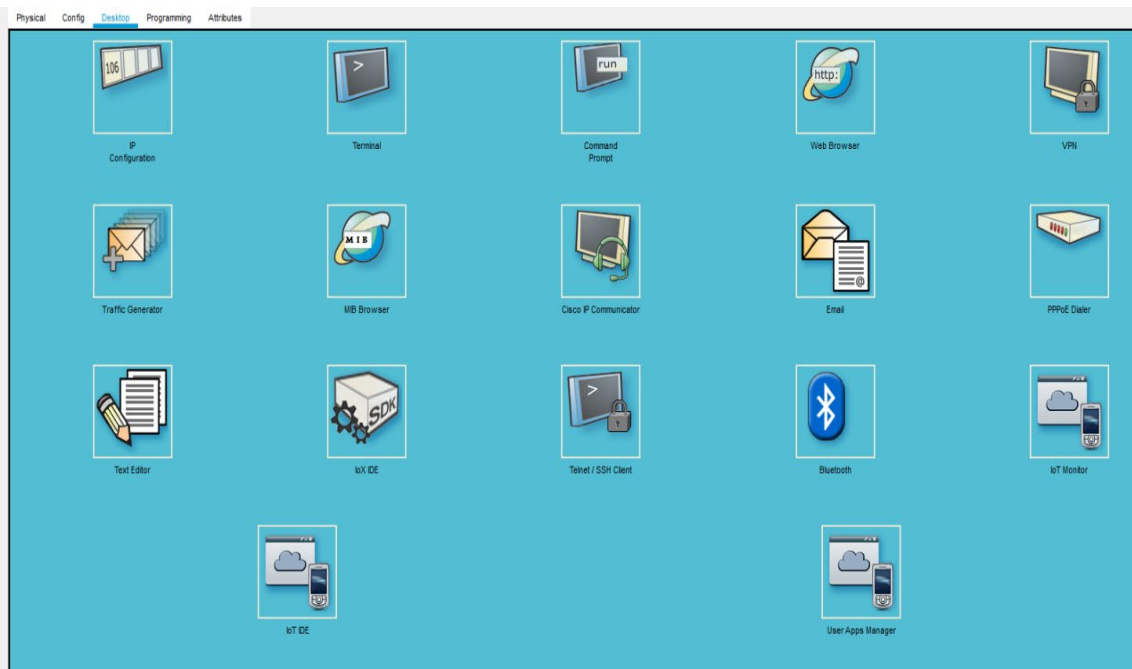 Physical Config Desktop Programming Attributes
106
>
run
http:
IP
Configuration
Terminal
Command
Prompt
Web Browser
VPN
MIB
Traffic Generator
MIB Browser
Cisco IP Communicator
Email
PPPoE Dialer
SDK
>
@
Text Editor
IoX IDE
Telnet / SSH Client
Bluetooth
IoT Monitor
IoT IDE
User Apps Manager